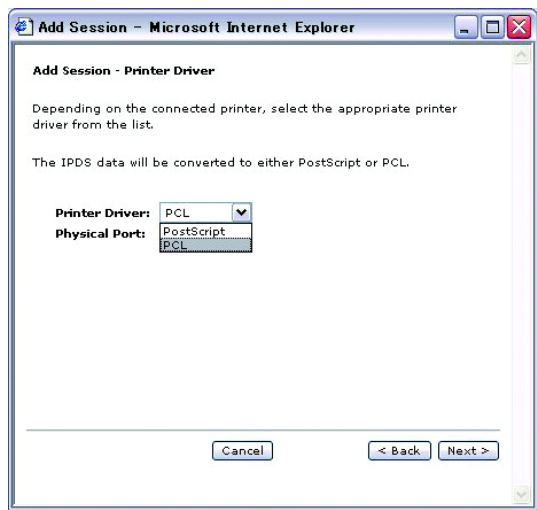 Add Session - Microsoft Internet Explorer
Add Session - Printer Driver
Depending on the connected printer, select the appropriate printer
driver from the list.
The IPDS data will be converted to either PostScript or PCL.
Printer Driver: PCL
Physical Port: PostScript
PCL
Cancel < Back Next >